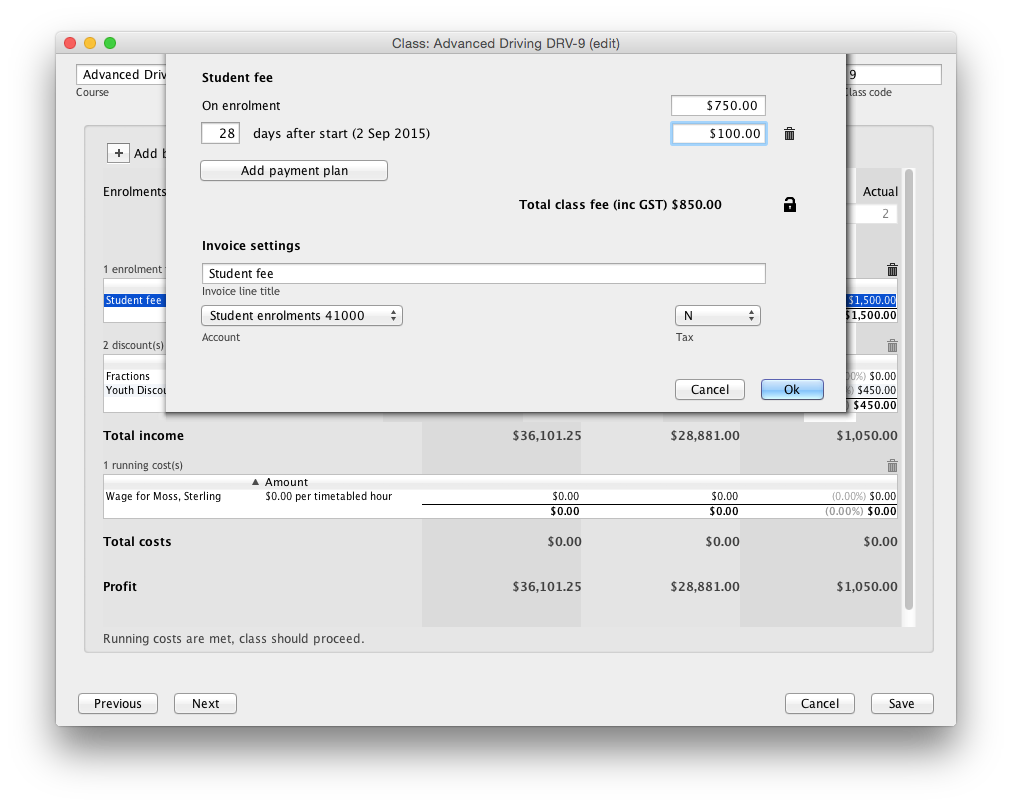 Class: Advanced Driving DRV-9 (edit)
Advanced Driv
9
Course
lass code
Student fee
On enrolment $750.00
28 days after start (2 Sep 2015) $100.00
+ Add b
Add payment plan
Enrolments Actual
Total class fee (inc GST) $850.00
2
Invoice settings
1 enrolment
Student fee
Invoice line title
Student fee $1,500.00
Student enrolments 41000 N
$1,500.00
Account Tax
2 discount(s)
Fractions 00%) $0.00
Youth Discou ) $450.00
Cancel Ok
) $450.00
Total income $36,101.25 $28,881.00 $1,050.00
1 running cost(s)
▲ Amount
Wage for Moss, Sterling $0.00 per timetabled hour $0.00 $0.00 (0.00%) $0.00
$0.00 $0.00 (0.00%) $0.00
Total costs $0.00 $0.00 $0.00
Profit $36,101.25 $28,881.00 $1,050.00
Running costs are met, class should proceed.
Previous Next Cancel Save